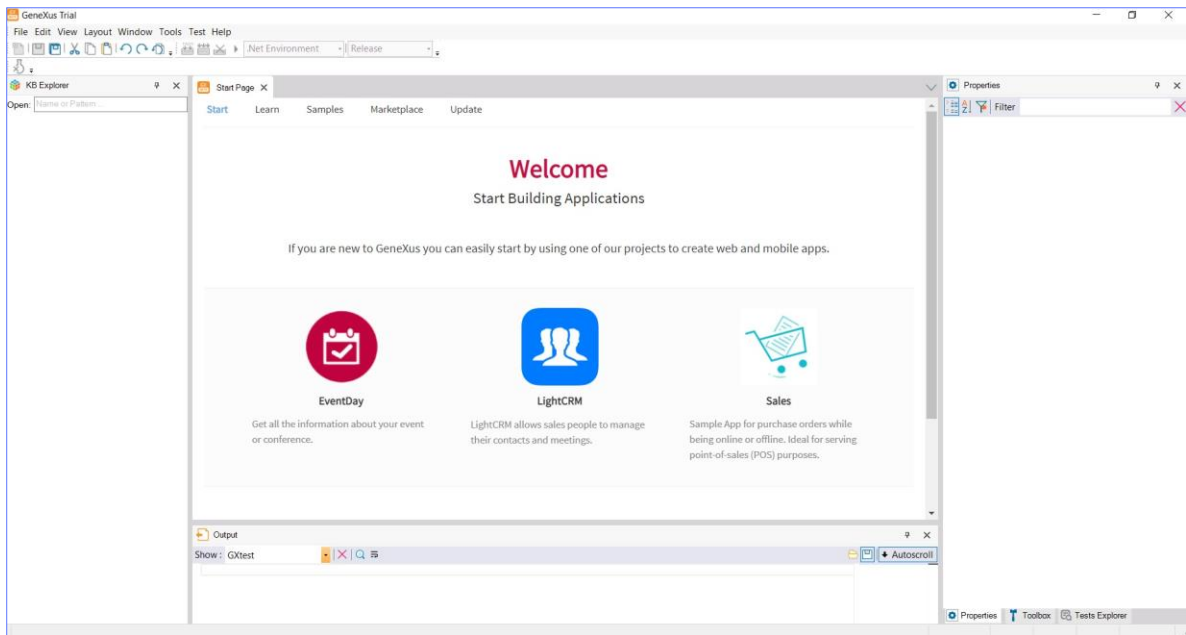 GeneXus Trial
File Edit View Layout Window Tools Test Help
.Net Environment Release
KB Explorer
Open: Name or Pattern...
Start Page
Start Learn Samples Marketplace Update
Welcome
Start Building Applications
If you are new to GeneXus you can easily start by using one of our projects to create web and mobile apps.
EventDay
Get all the information about your event
or conference.
LightCRM
LightCRM allows sales people to manage
their contacts and meetings.
Sales
Sample App for purchase orders while
being online or offline. Ideal for serving
point-of-sales (POS) purposes.
Output
Show: GXtest
Autoscroll
Properties
Filter
Properties Toolbox Tests Explorer